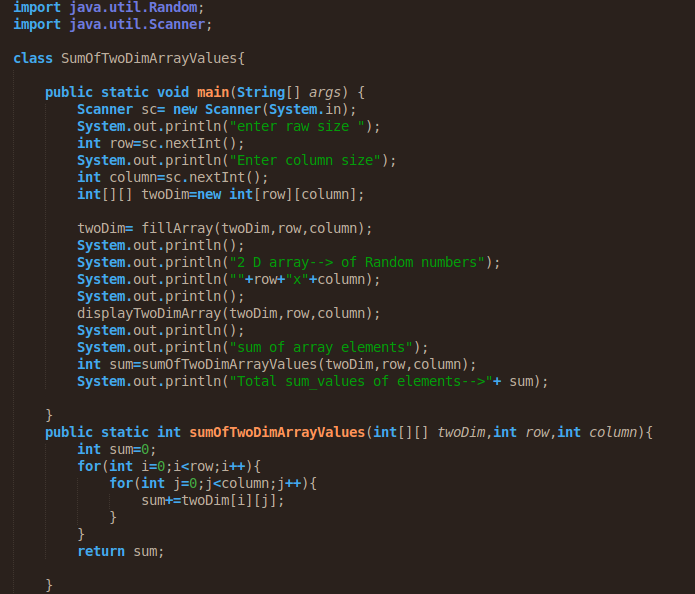 import java.util.Random;
import java.util.Scanner;

class SumOfTwoDimArrayValues{

    public static void main(String[] args) {
        Scanner sc= new Scanner(System.in);
        System.out.println("enter raw size ");
        int row=sc.nextInt();
        System.out.println("Enter column size");
        int column=sc.nextInt();
        int[][] twoDim=new int[row][column];

        twoDim= fillArray(twoDim,row,column);
        System.out.println();
        System.out.println("2 D array--> of Random numbers");
        System.out.println(""+row+"x"+column);
        System.out.println();
        displayTwoDimArray(twoDim,row,column);
        System.out.println();
        System.out.println("sum of array elements");
        int sum=sumOfTwoDimArrayValues(twoDim,row,column);
        System.out.println("Total sum_values of elements-->"+ sum);

    }
    public static int sumOfTwoDimArrayValues(int[][] twoDim,int row,int column){
        int sum=0;
        for(int i=0;i<row;i++){
            for(int j=0;j<column;j++){
                sum+=twoDim[i][j];
            }
        }
        return sum;

    }